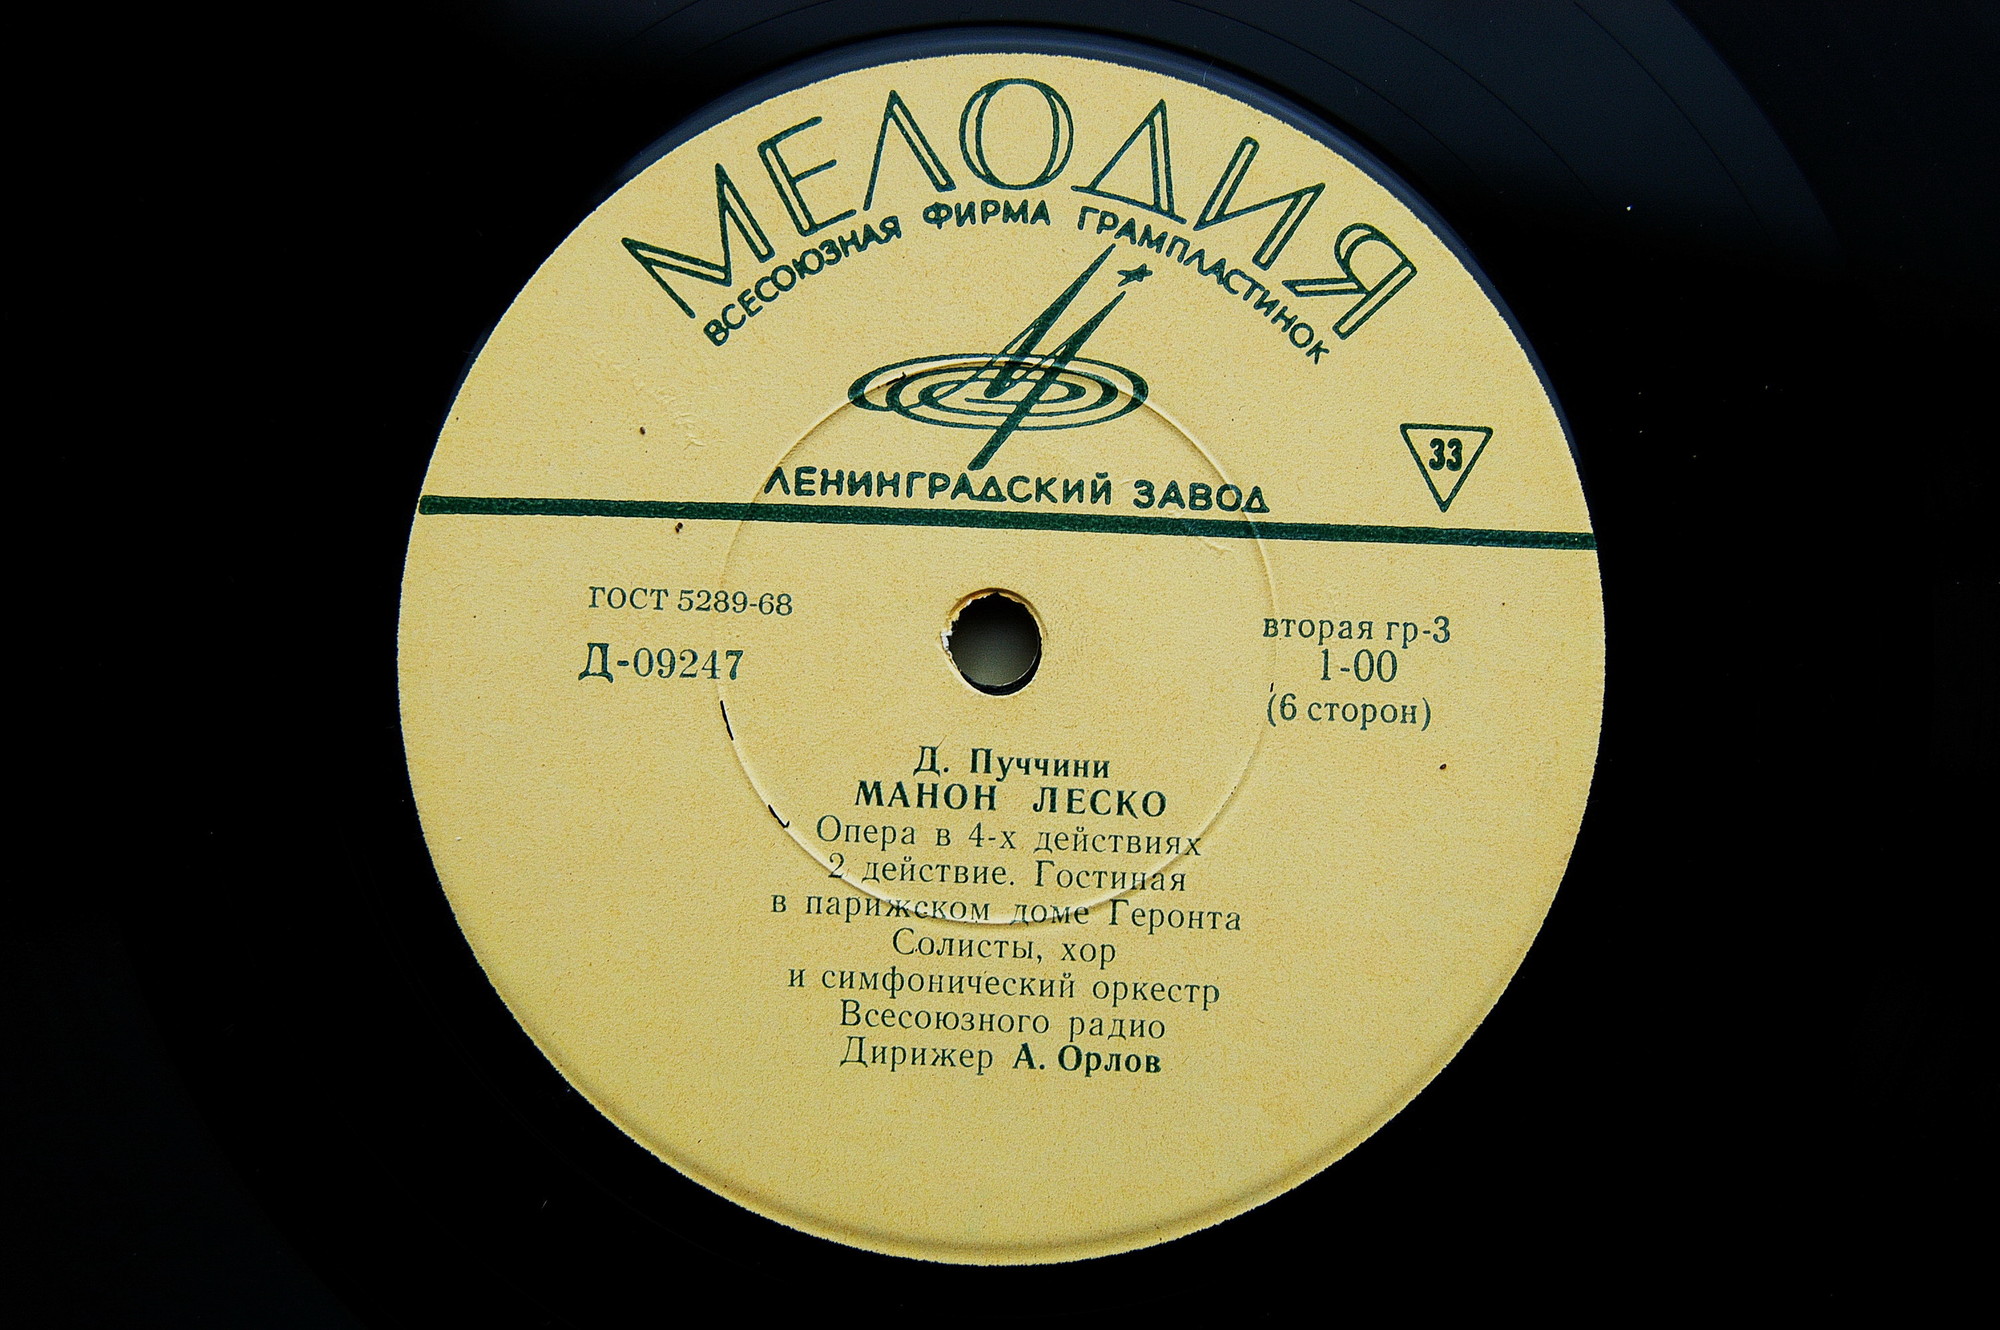 МЕЛОДИЯ
ВСЕСОЮЗНАЯ ФИРМА ГРАМПЛАСТИНОК
33
ЛЕНИНГРАДСКИЙ ЗАВОД
ГОСТ 5289-68
Д-09247
вторая гр-3
1-00
(6 сторон)
Д. Пуччини
МАНОН ЛЕСКО
Опера в 4-х действиях
2 действие. Гостиная
в парижском доме Геронта
Солисты, хор
и симфонический оркестр
Всесоюзного радио
Дирижер А. Орлов